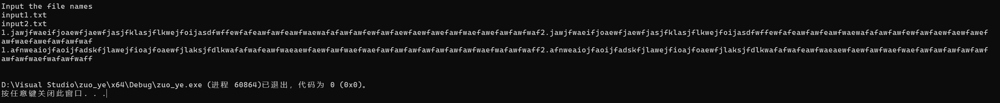 Input the file names
input1.txt
input2.txt
1.jawjfwaeifjoaewfjaewfjasjfklasjflkwejfoijasdfwffewfafeawfawfeawfwaewafafawfawfewfawfaewfaewfawefawfwaefawefawfawfwaf2.jawjfwaeifjoaewfjaewfjasjfklasjflkwejfoijasdfwffewfafeawfawfeawfwaewafafawfawfewfawfaewfaewfawef
awfwaefawefawfawfwaf
1.afnweaiojfaoijfadskfjlawejfioajfoaewfjlaksjfdlkwafafwafeawfwaeaewfaewfawfwaefwaefawfawfawfawfawfawfawfwaefwafawfwaff2.afnweaiojfaoijfadskfjlawejfioajfoaewfjlaksjfdlkwafafwafeawfwaeaewfaewfawfwaefwaefawfawfawfawfawf
awfawfwaefwafawfwaff
D:\Visual Studio\zuo_ye\x64\Debug\zuo_ye.exe (进程 60864)已退出，代码为 0 (0x0)。
按任意键关闭此窗口. . .